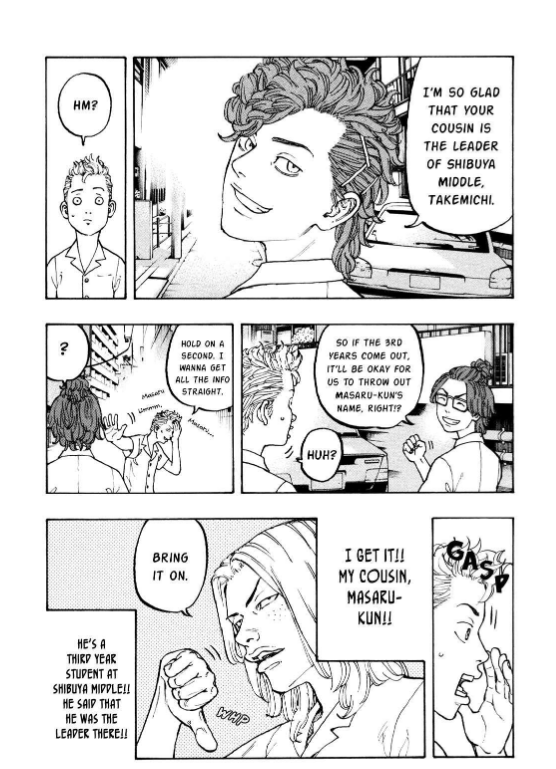 I'M SO GLAD
THAT YOUR
COUSIN IS
THE LEADER
OF SHIBUYA
MIDDLE,
TAKEMICHI.
HM?
SO IF THE 3RD
YEARS COME OUT,
IT'LL BE OKAY FOR
US TO THROW OUT
MASARU-KUN'S
NAME, RIGHT!?
HUH?
HOLD ON A
SECOND. I
WANNA GET
ALL THE INFO
STRAIGHT.
Masaru
Ummm..
Masaru...
?
GASP
I GET IT!!
MY COUSIN,
MASARU-
KUN!!
BRING
IT ON.
WHP
HE'S A
THIRD YEAR
STUDENT AT
SHIBUYA MIDDLE!!
HE SAID THAT
HE WAS THE
LEADER THERE!!